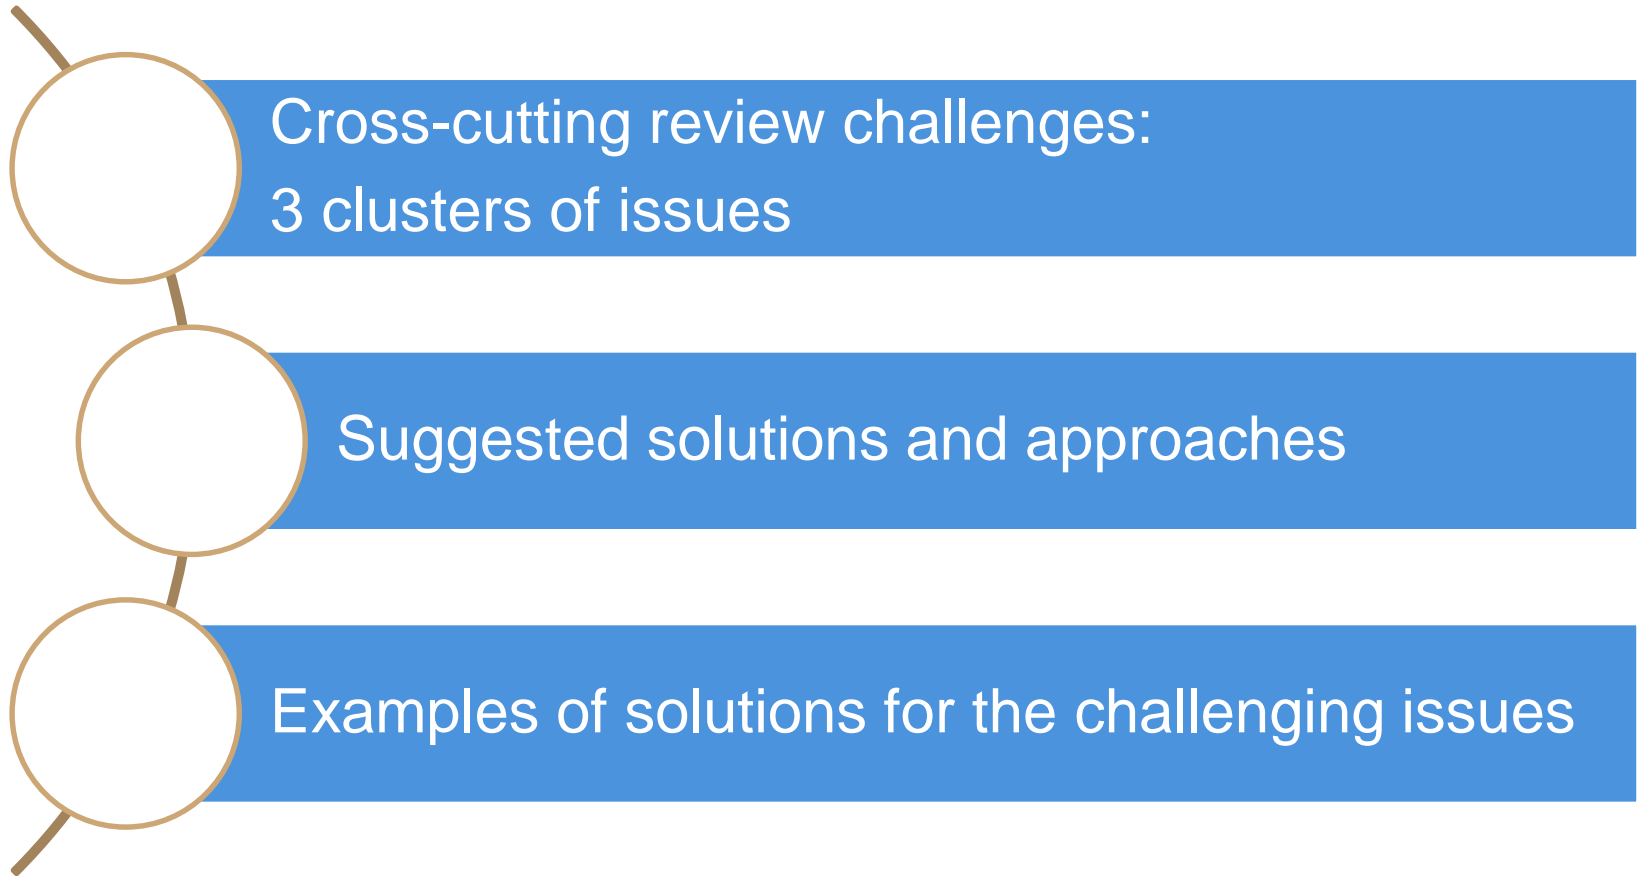 Cross-cutting review challenges:
3 clusters of issues
Suggested solutions and approaches
Examples of solutions for the challenging issues